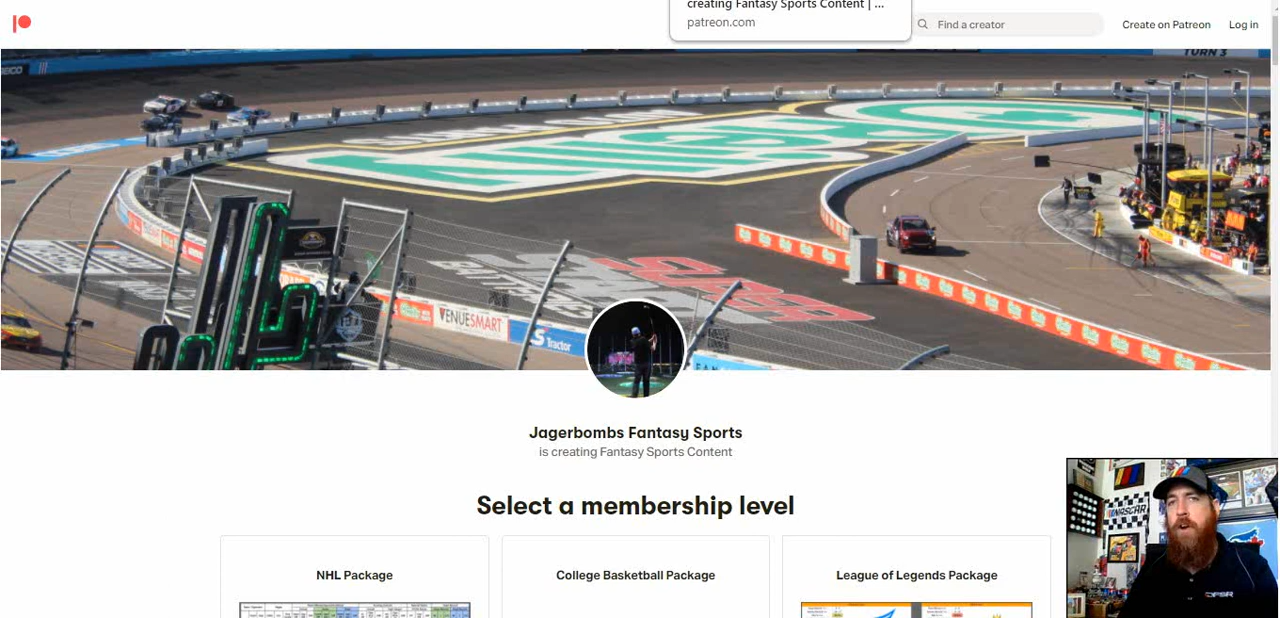 creating Fantasy Sports Content | ...
patreon.com
Find a creator
Create on Patreon
Log in
TURN 3
VENUESMART
Tractor
Jagerbombs Fantasy Sports
is creating Fantasy Sports Content
Select a membership level
NHL Package
College Basketball Package
League of Legends Package
NASCAR